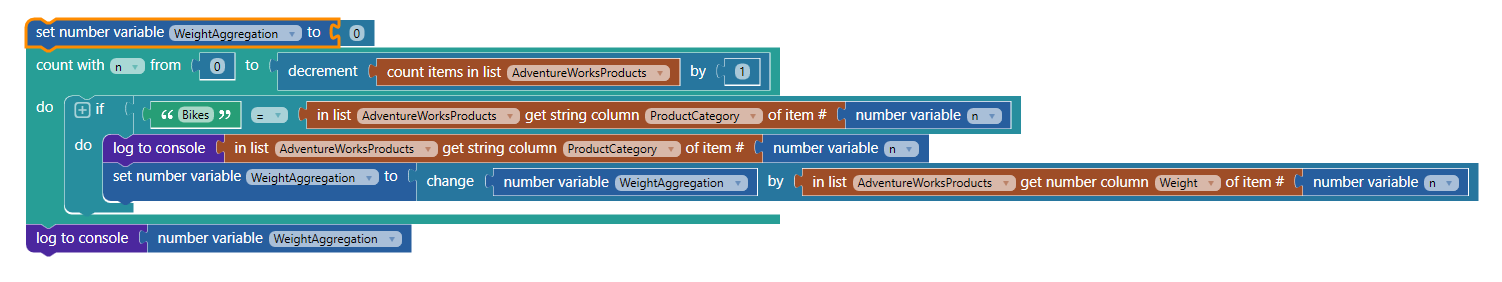 set number variable WeightAggregation to 0
count with n from 0 to decrement count items in list AdventureWorksProducts by 1
do if “ Bikes ” = in list AdventureWorksProducts get string column ProductCategory of item # number variable n
do log to console in list AdventureWorksProducts get string column ProductCategory of item # number variable n
set number variable WeightAggregation to change number variable WeightAggregation by in list AdventureWorksProducts get number column Weight of item # number variable n
log to console number variable WeightAggregation